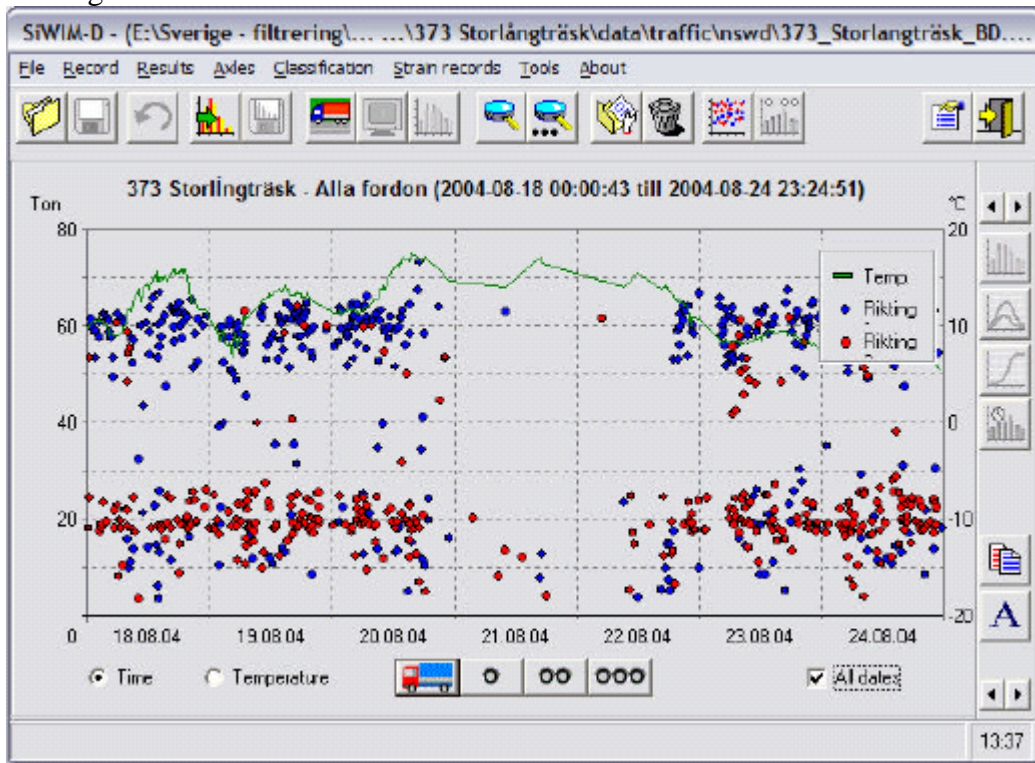 SiWIM-D - (E:\Sverige - filtrering\... ...\373 Storlångträsk\data\traffic\nswd\373_Storlangträsk_BD....
File Record Results Axles Classification Strain records Tools About
373 Storlÿngträsk - Alla fordon (2004-08-18 00:00:43 till 2004-08-24 23:24:51)
Ton
°C
80
20
Temp.
Rikting
Rikting
60
10
40
0
20
-10
-20
0
18.08.04
19.08.04
20.08.04
21.08.04
22.08.04
23.08.04
24.08.04
Time
Temperature
All dates
A
13:37